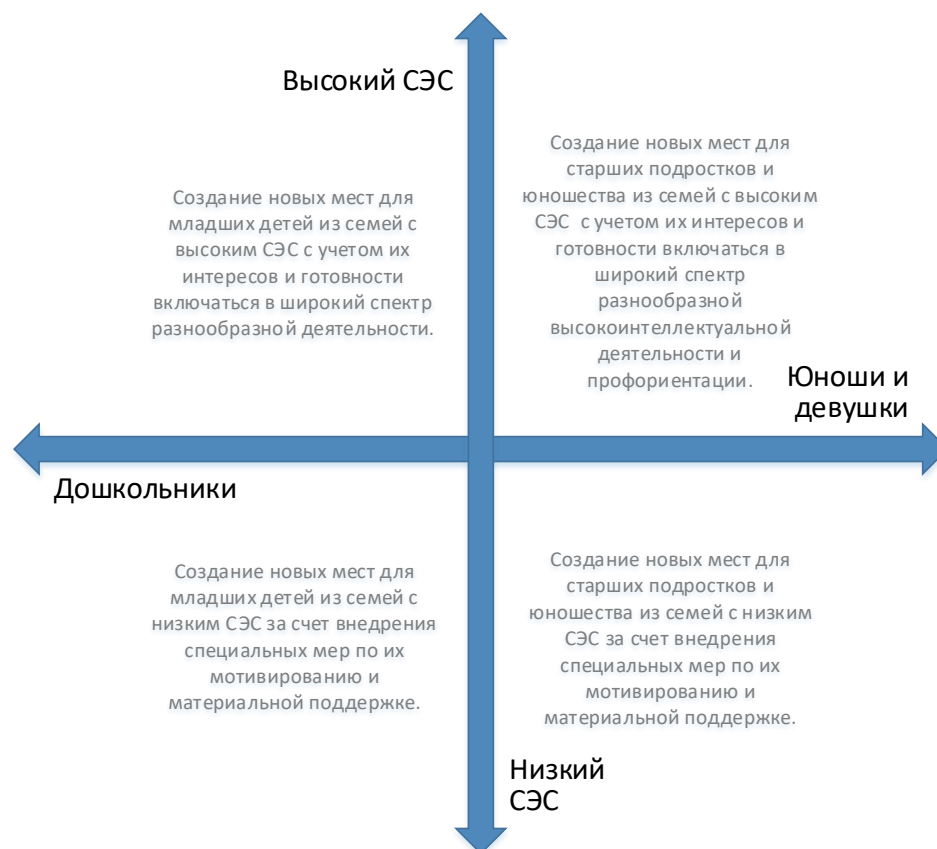 Высокий СЭС
Создание новых мест для
младших детей из семей с
высоким СЭС с учетом их
интересов и готовности
включаться в широкий спектр
разнообразной деятельности.
Создание новых мест для
старших подростков и
юношества из семей с высоким
СЭС с учетом их интересов и
готовности включаться в
широкий спектр
разнообразной
высокоинтеллектуальной
деятельности и
профориентации.
Юноши и
девушки
Дошкольники
Создание новых мест для
младших детей из семей с
низким СЭС за счет внедрения
специальных мер по их
мотивированию и
материальной поддержке.
Создание новых мест для
старших подростков и
юношества из семей с низким
СЭС за счет внедрения
специальных мер по их
мотивированию и
материальной поддержке.
Низкий
СЭС